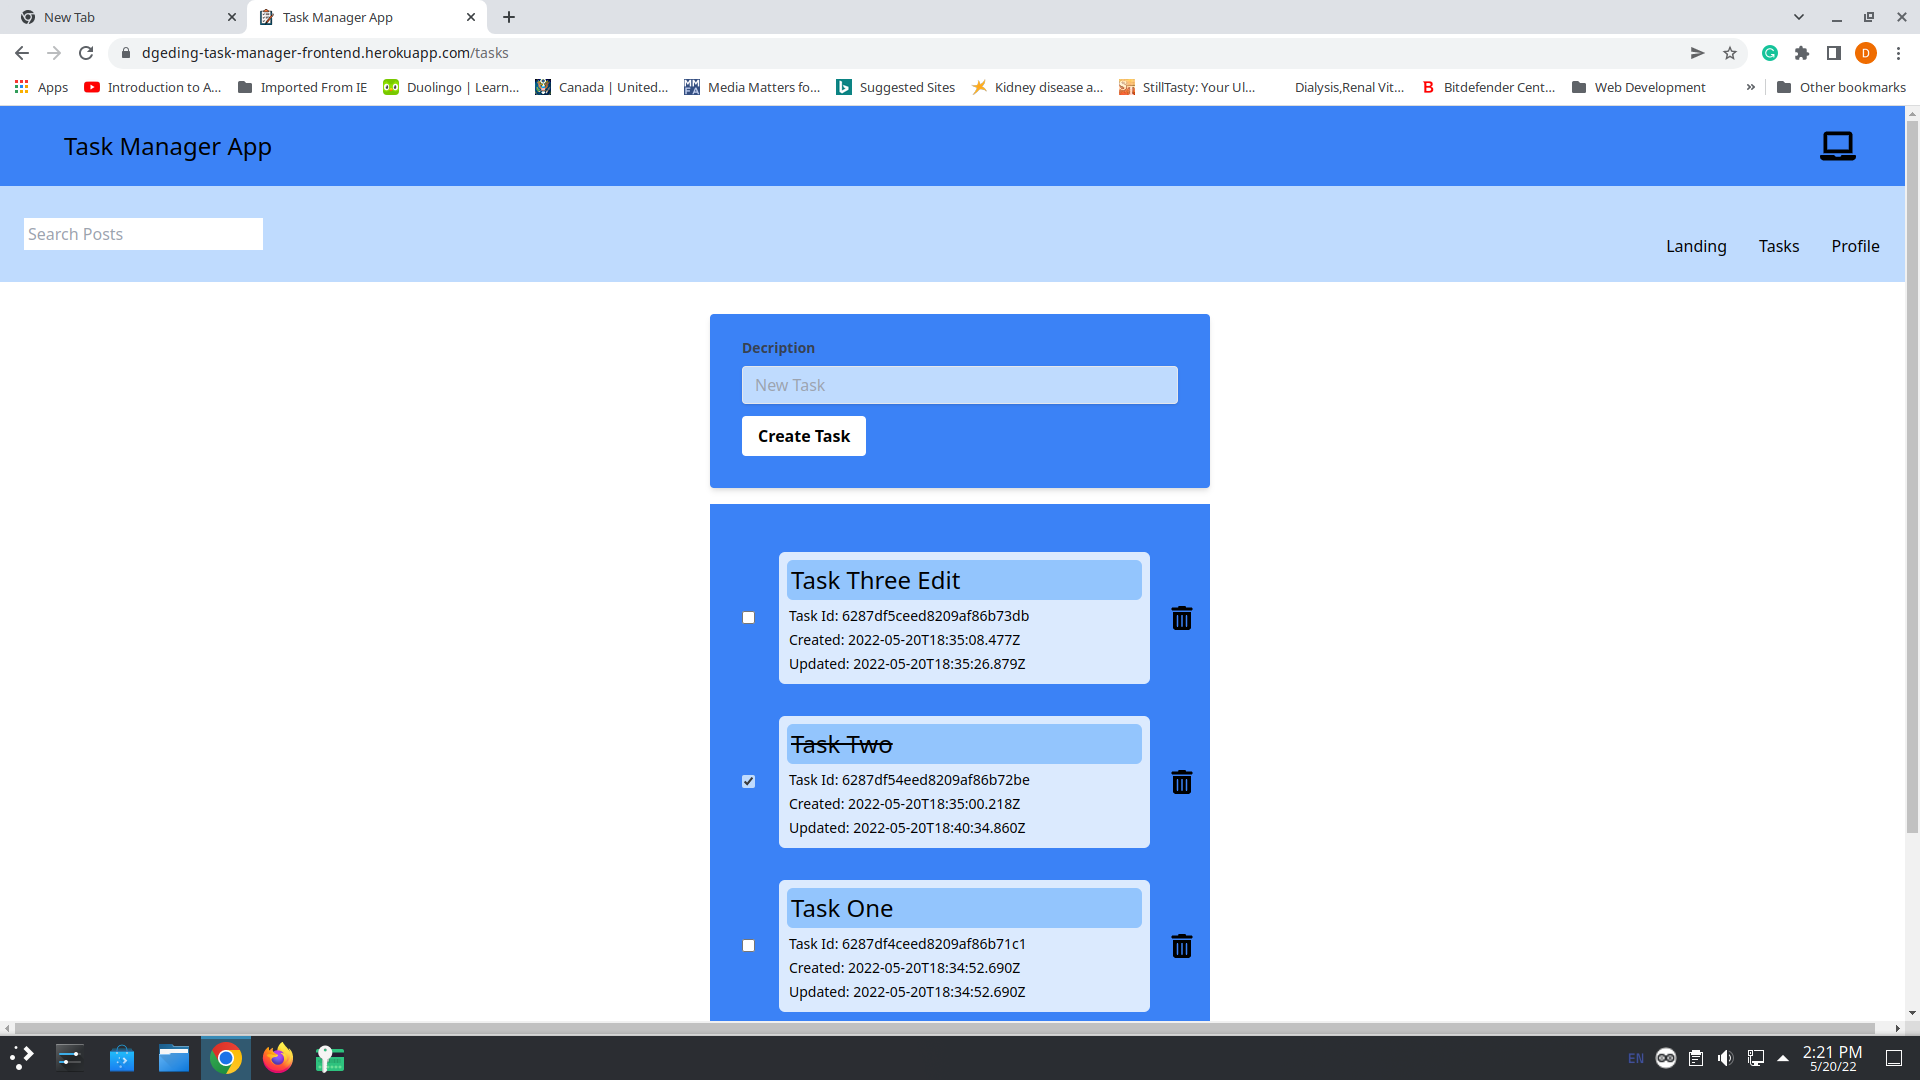 New Tab
Task Manager App
dgeding-task-manager-frontend.herokuapp.com/tasks
D
Apps
Introduction to A...
Imported From IE
Duolingo | Learn...
Canada | United...
MM
FA
Media Matters fo...
Suggested Sites
Kidney disease a...
ST
StillTasty: Your Ul...
Dialysis,Renal Vit...
B
Bitdefender Cent...
Web Development
»
Other bookmarks
Task Manager App
Search Posts
Landing
Tasks
Profile
Decription
New Task
Create Task
Task Three Edit
Task Id: 6287df5ceed8209af86b73db
Created: 2022-05-20T18:35:08.477Z
Updated: 2022-05-20T18:35:26.879Z
Task Two
Task Id: 6287df54eed8209af86b72be
Created: 2022-05-20T18:35:00.218Z
Updated: 2022-05-20T18:40:34.860Z
Task One
Task Id: 6287df4ceed8209af86b71c1
Created: 2022-05-20T18:34:52.690Z
Updated: 2022-05-20T18:34:52.690Z
EN
2:21 PM
5/20/22